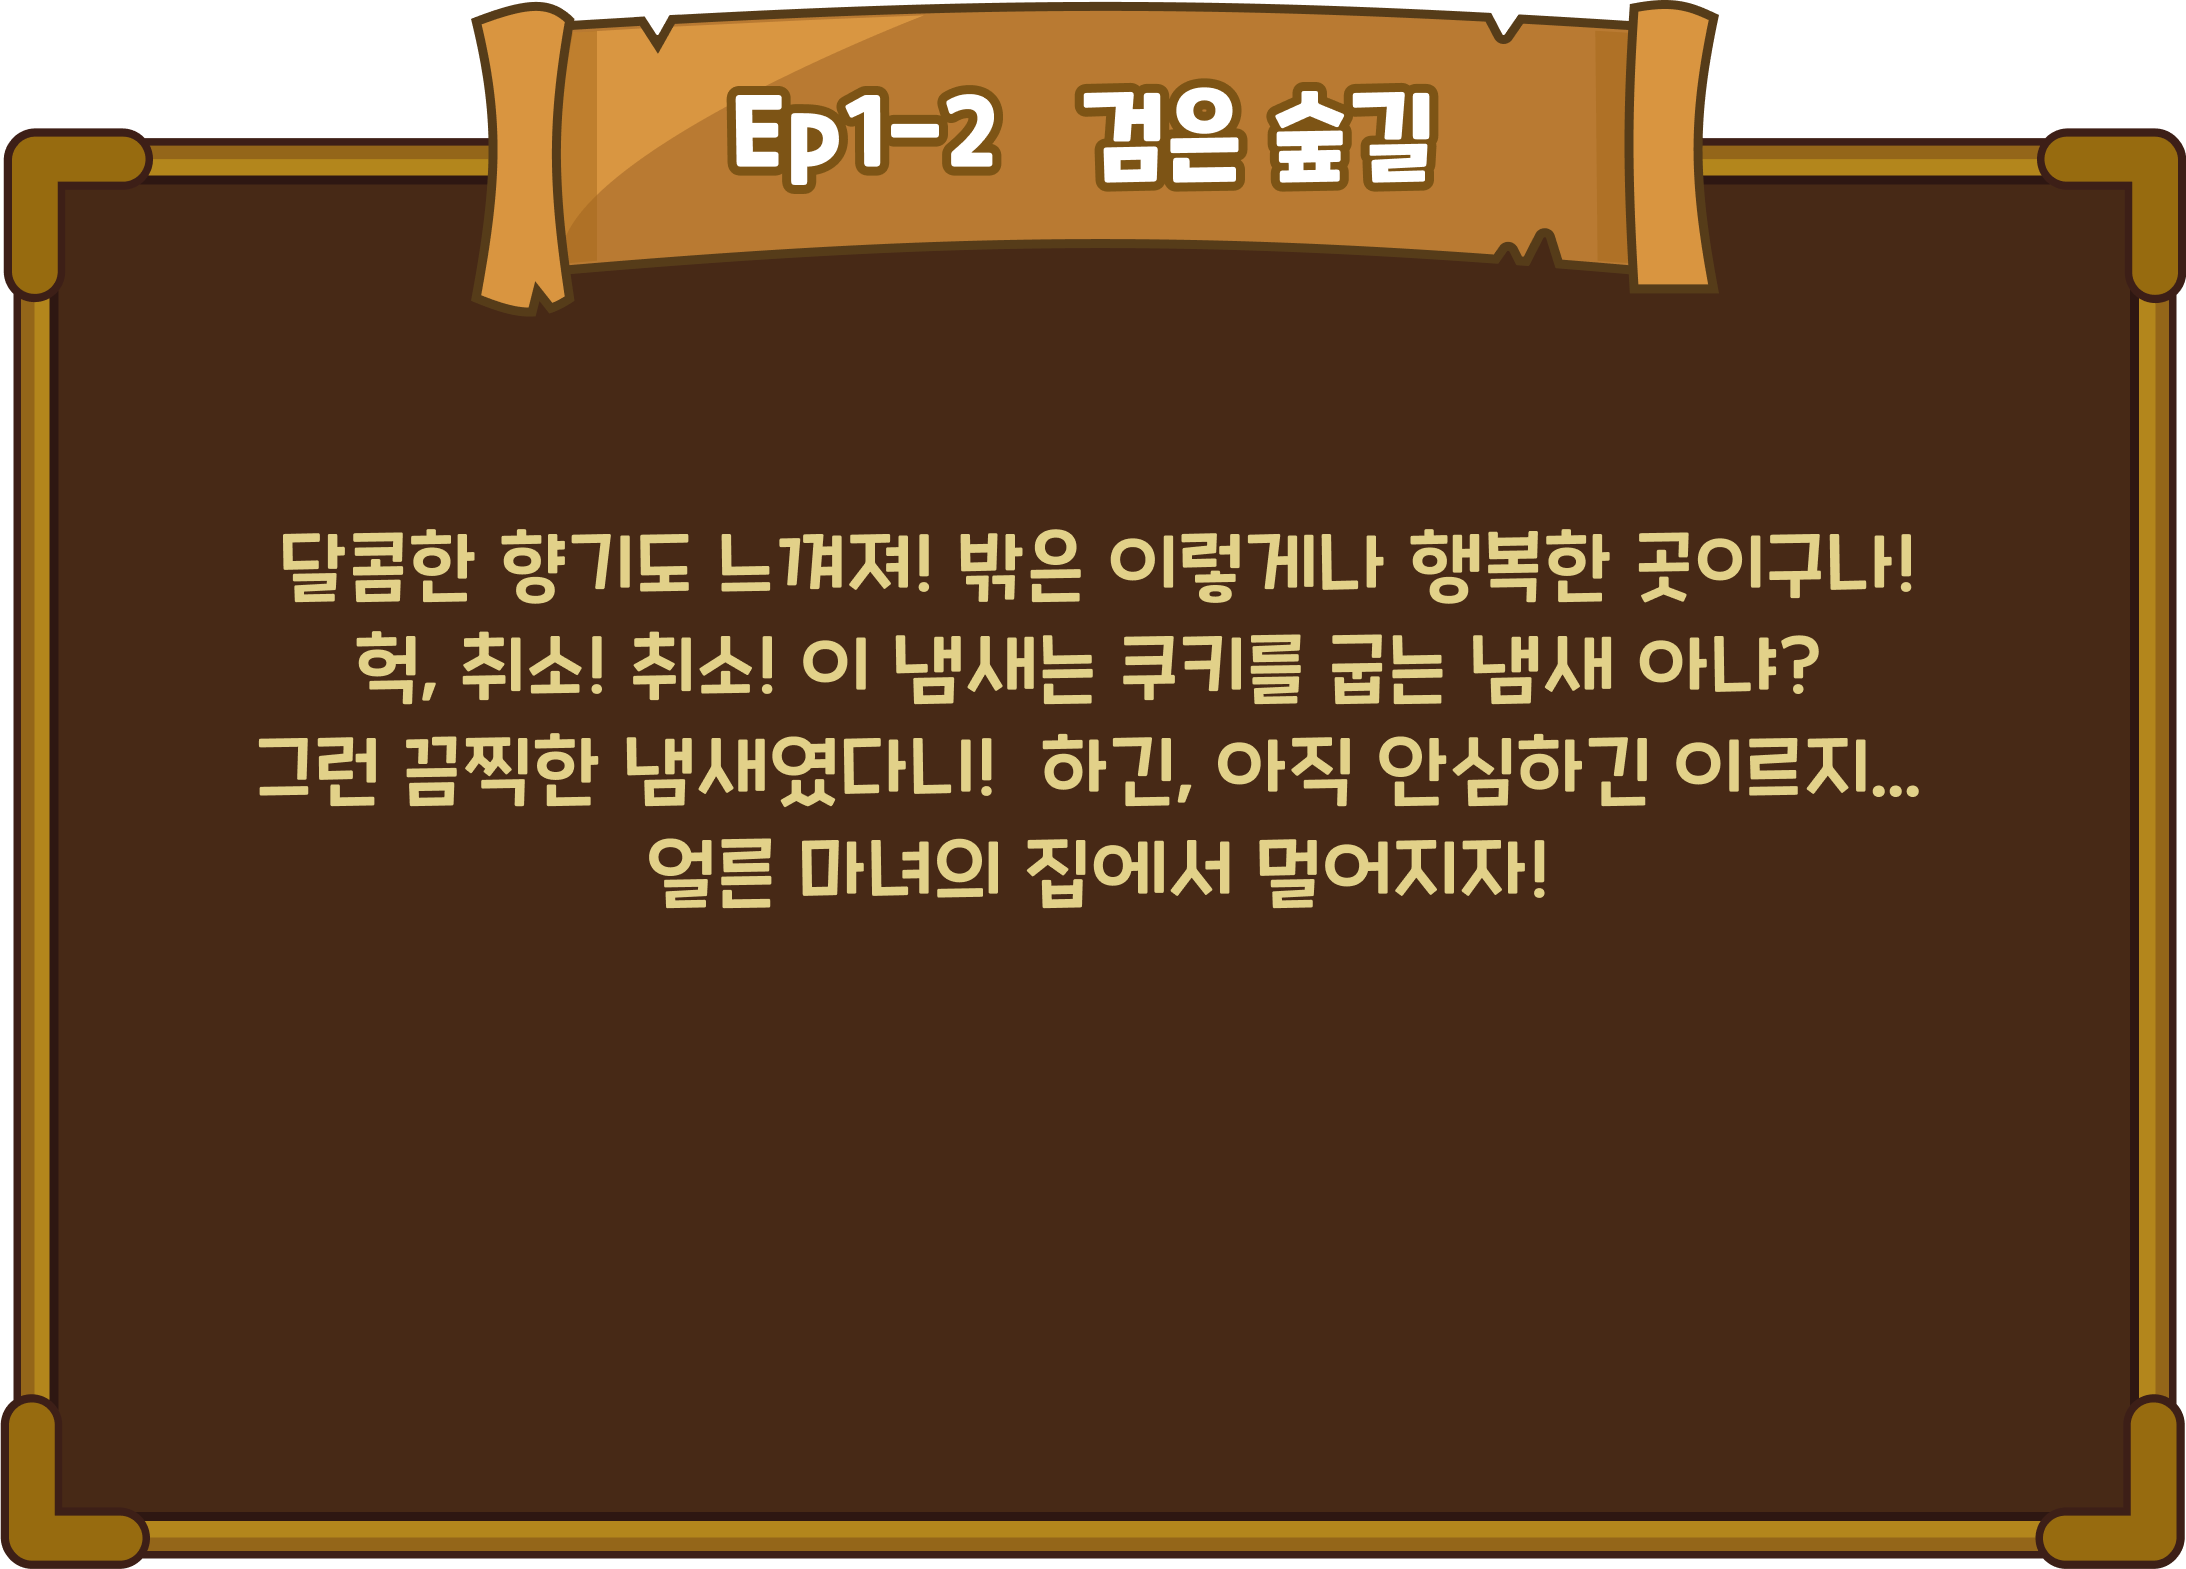 Ep1-2 검은 숲길
달콤한 향기도 느껴져! 밖은 이렇게나 행복한 곳이구나!
헉, 취소! 취소! 이 냄새는 쿠키를 굽는 냄새 아냐?
그런 끔찍한 냄새였다니! 하긴, 아직 안심하긴 이르지...
얼른 마녀의 집에서 멀어지자!